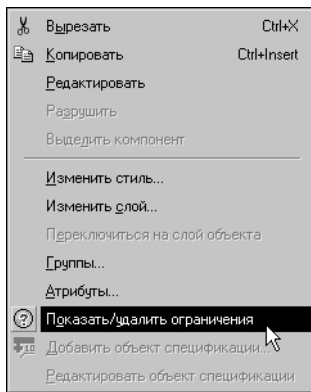 Вырезать Ctrl+X
Копировать Ctrl+Insert
Редактировать
Разрушить
Выделить компонент
Изменить стиль...
Изменить слой...
Переключиться на слой объекта
Группы...
Атрибуты...
Показать/удалить ограничения
Добавить объект спецификации...
Редактировать объект спецификации